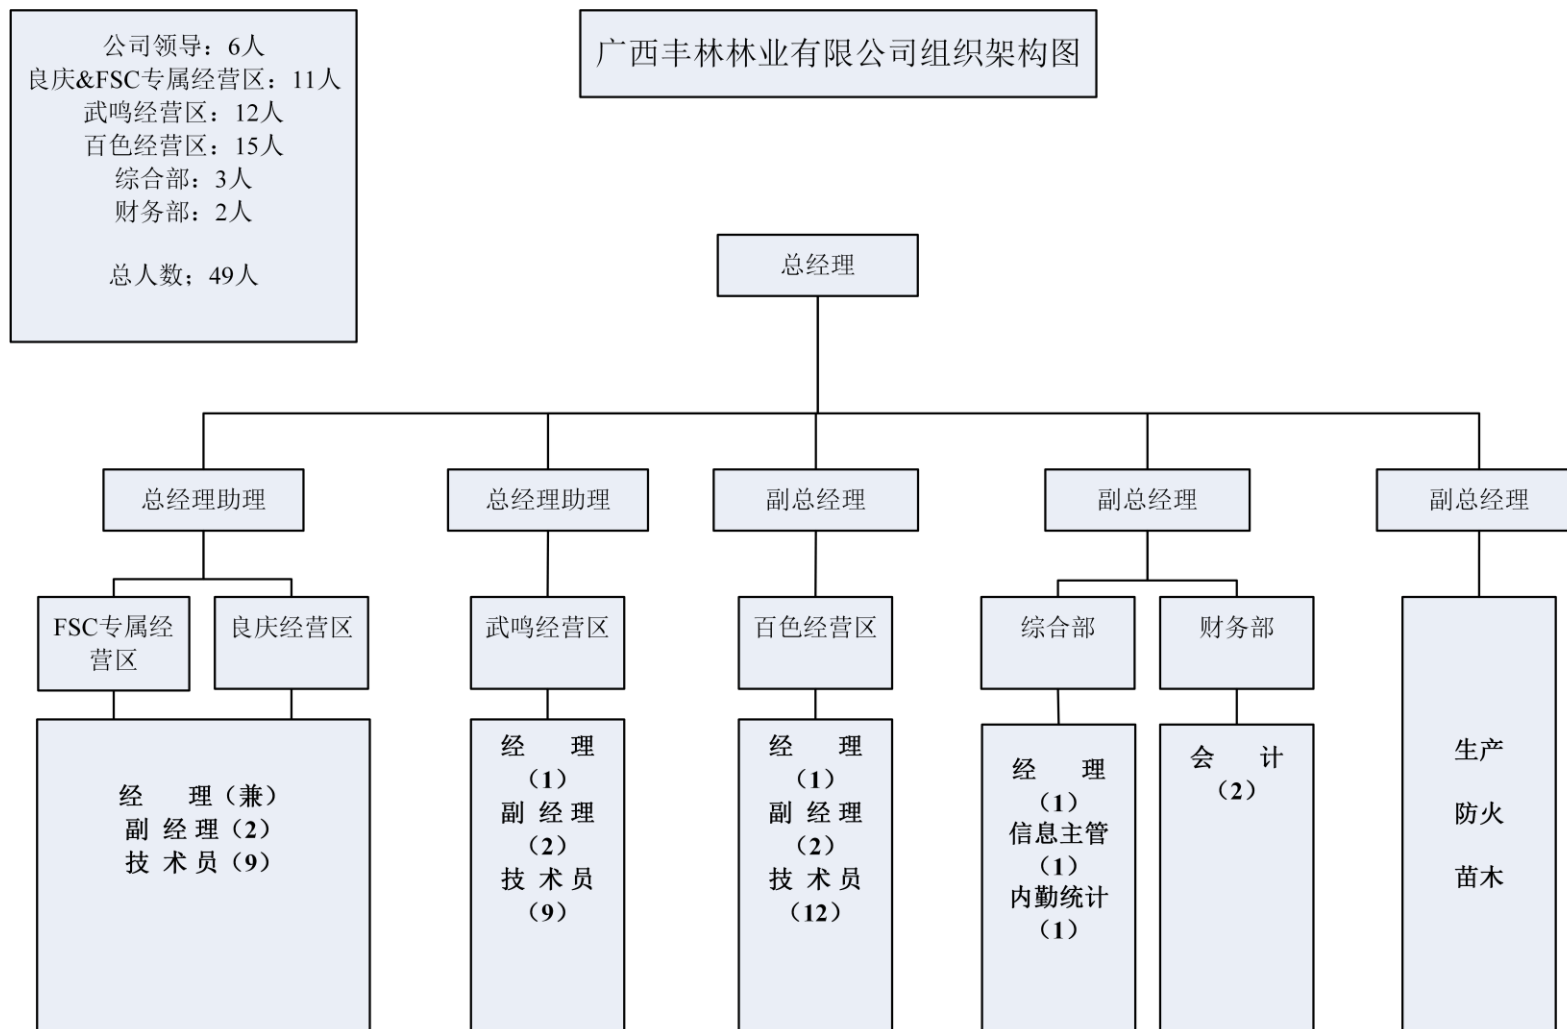 公司领导：6人
良庆&FSC专属经营区：11人
武鸣经营区：12人
百色经营区：15人
综合部：3人
财务部：2人
总人数；49人
广西丰林林业有限公司组织架构图
总经理
总经理助理
总经理助理
副总经理
副总经理
副总经理
FSC专属经
营区
良庆经营区
武鸣经营区
百色经营区
综合部
财务部
经 理（兼）
副 经 理（2）
技 术 员（9）
经 理
（1）
副 经 理
（2）
技 术 员
（9）
经 理
（1）
副 经 理
（2）
技 术 员
（12）
经 理
（1）
信息主管
（1）
内勤统计
（1）
会 计
（2）
生产
防火
苗木